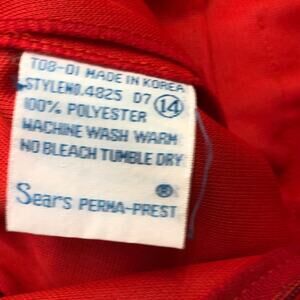 T08-01 MADE IN KOREA
STYLE NO. 4825 D7 14
100% POLYESTER
MACHINE WASH WARM
NO BLEACH TUMBLE DRY
®
Sears PERMA-PREST